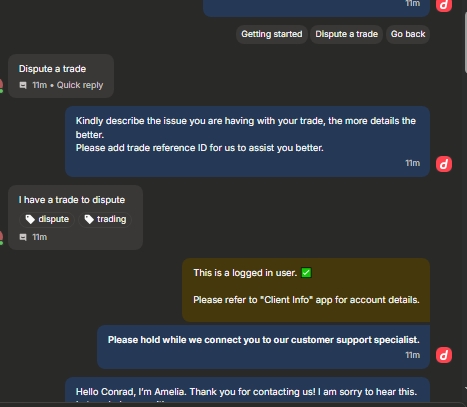 11m
Getting started
Dispute a trade
Go back
Dispute a trade
11m • Quick reply
Kindly describe the issue you are having with your trade, the more details the
better.
Please add trade reference ID for us to assist you better.
11m
I have a trade to dispute
dispute
trading
11m
This is a logged in user. ✅
Please refer to "Client Info" app for account details.
Please hold while we connect you to our customer support specialist.
11m
Hello Conrad, I'm Amelia. Thank you for contacting us! I am sorry to hear this.